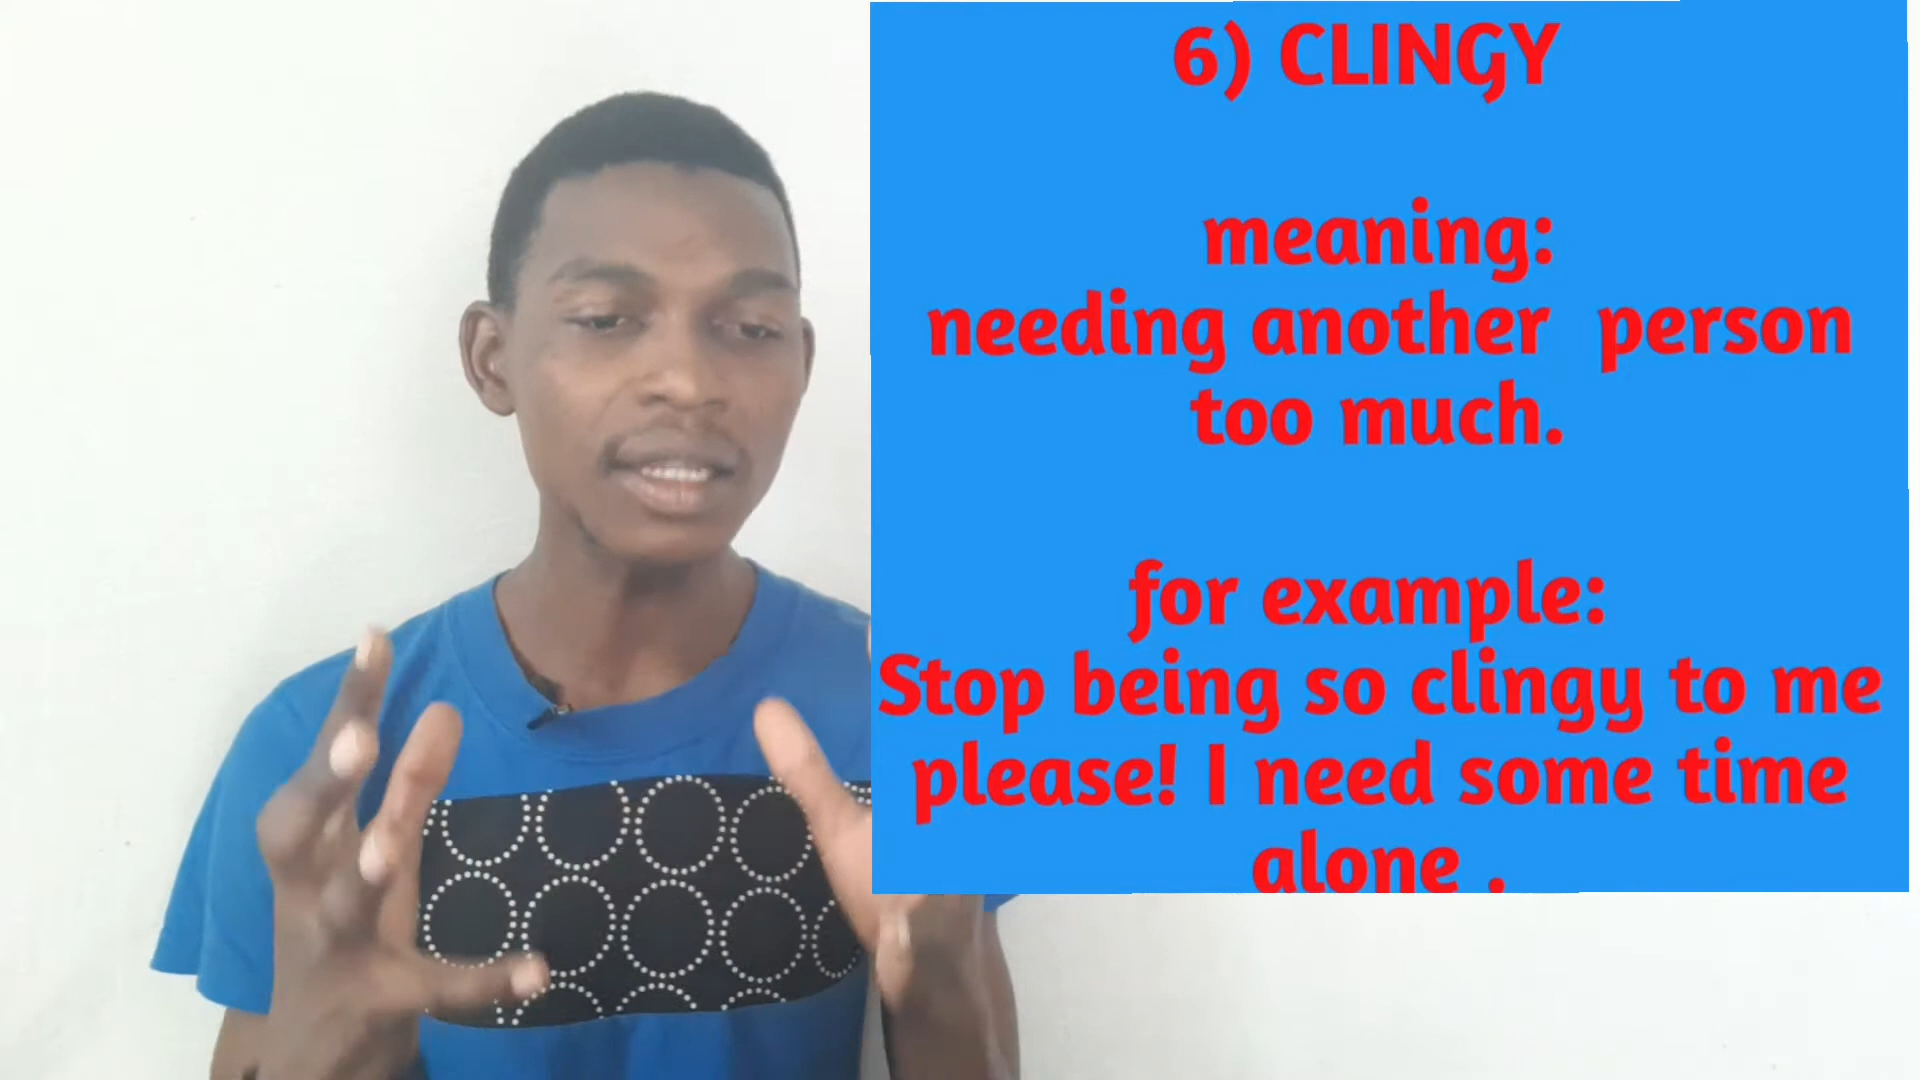 6) CLINGY
meaning:
needing another person
too much.
for example:
Stop being so clingy to me
please! I need some time
alone .